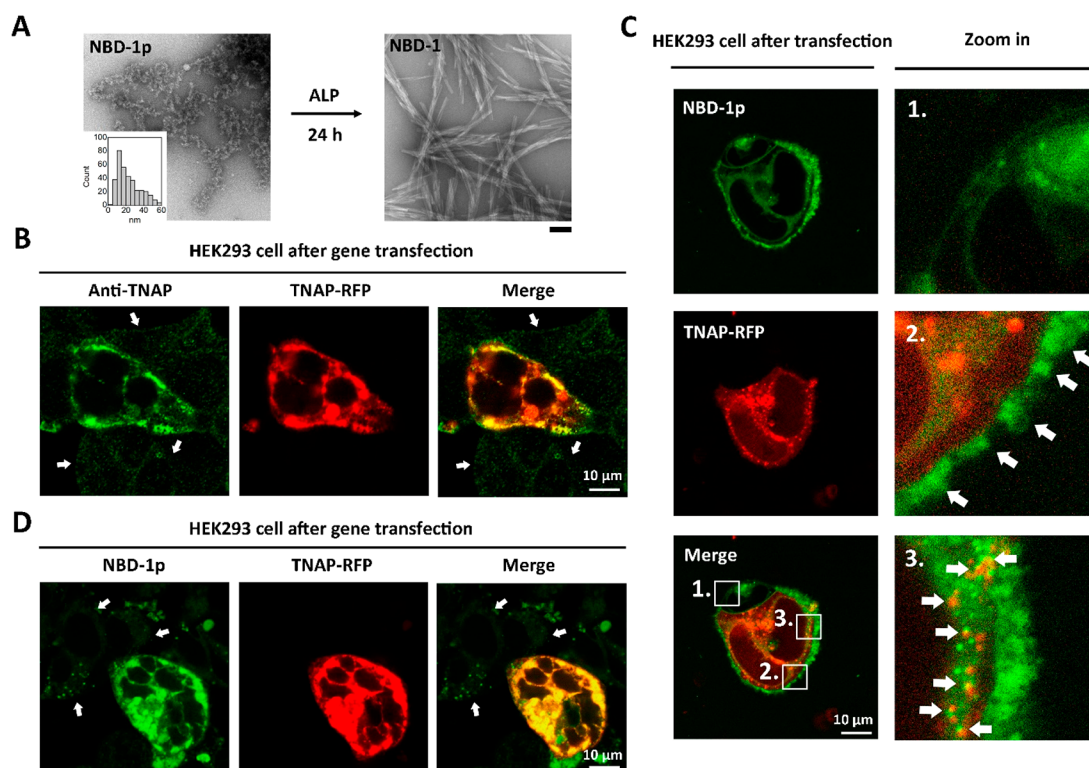 A
NBD-1p
ALP
24 h
NBD-1
100
80
60
40
20
0
Count
0 20 40 60
nm
B
HEK293 cell after gene transfection
Anti-TNAP
TNAP-RFP
Merge
10 µm
D
HEK293 cell after gene transfection
NBD-1p
TNAP-RFP
Merge
10 µm
C
HEK293 cell after transfection
Zoom in
NBD-1p
1.
TNAP-RFP
2.
Merge
1.
3.
2.
10 µm
3.